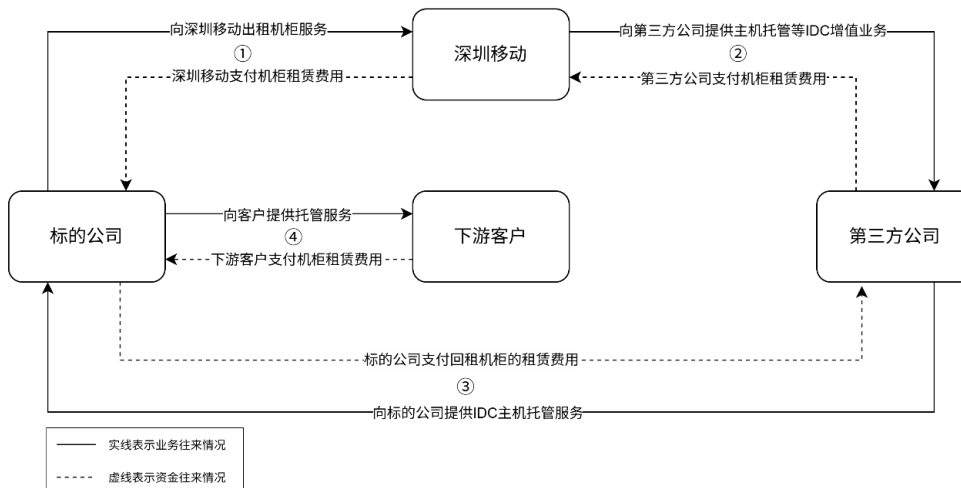 向深圳移动出租机柜服务
①
深圳移动支付机柜租赁费用
深圳移动
向第三方公司提供主机托管等IDC增值业务
②
第三方公司支付机柜租赁费用
标的公司
向客户提供托管服务
④
下游客户支付机柜租赁费用
下游客户
第三方公司
标的公司支付回租机柜的租赁费用
③
向标的公司提供IDC主机托管服务
实线表示业务往来情况
虚线表示资金往来情况